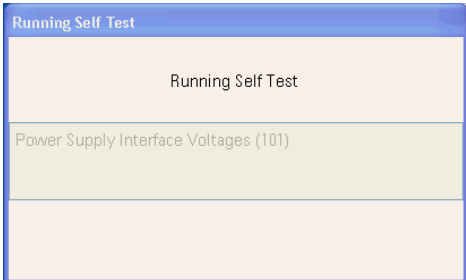 Running Self Test
Running Self Test
Power Supply Interface Voltages (101)